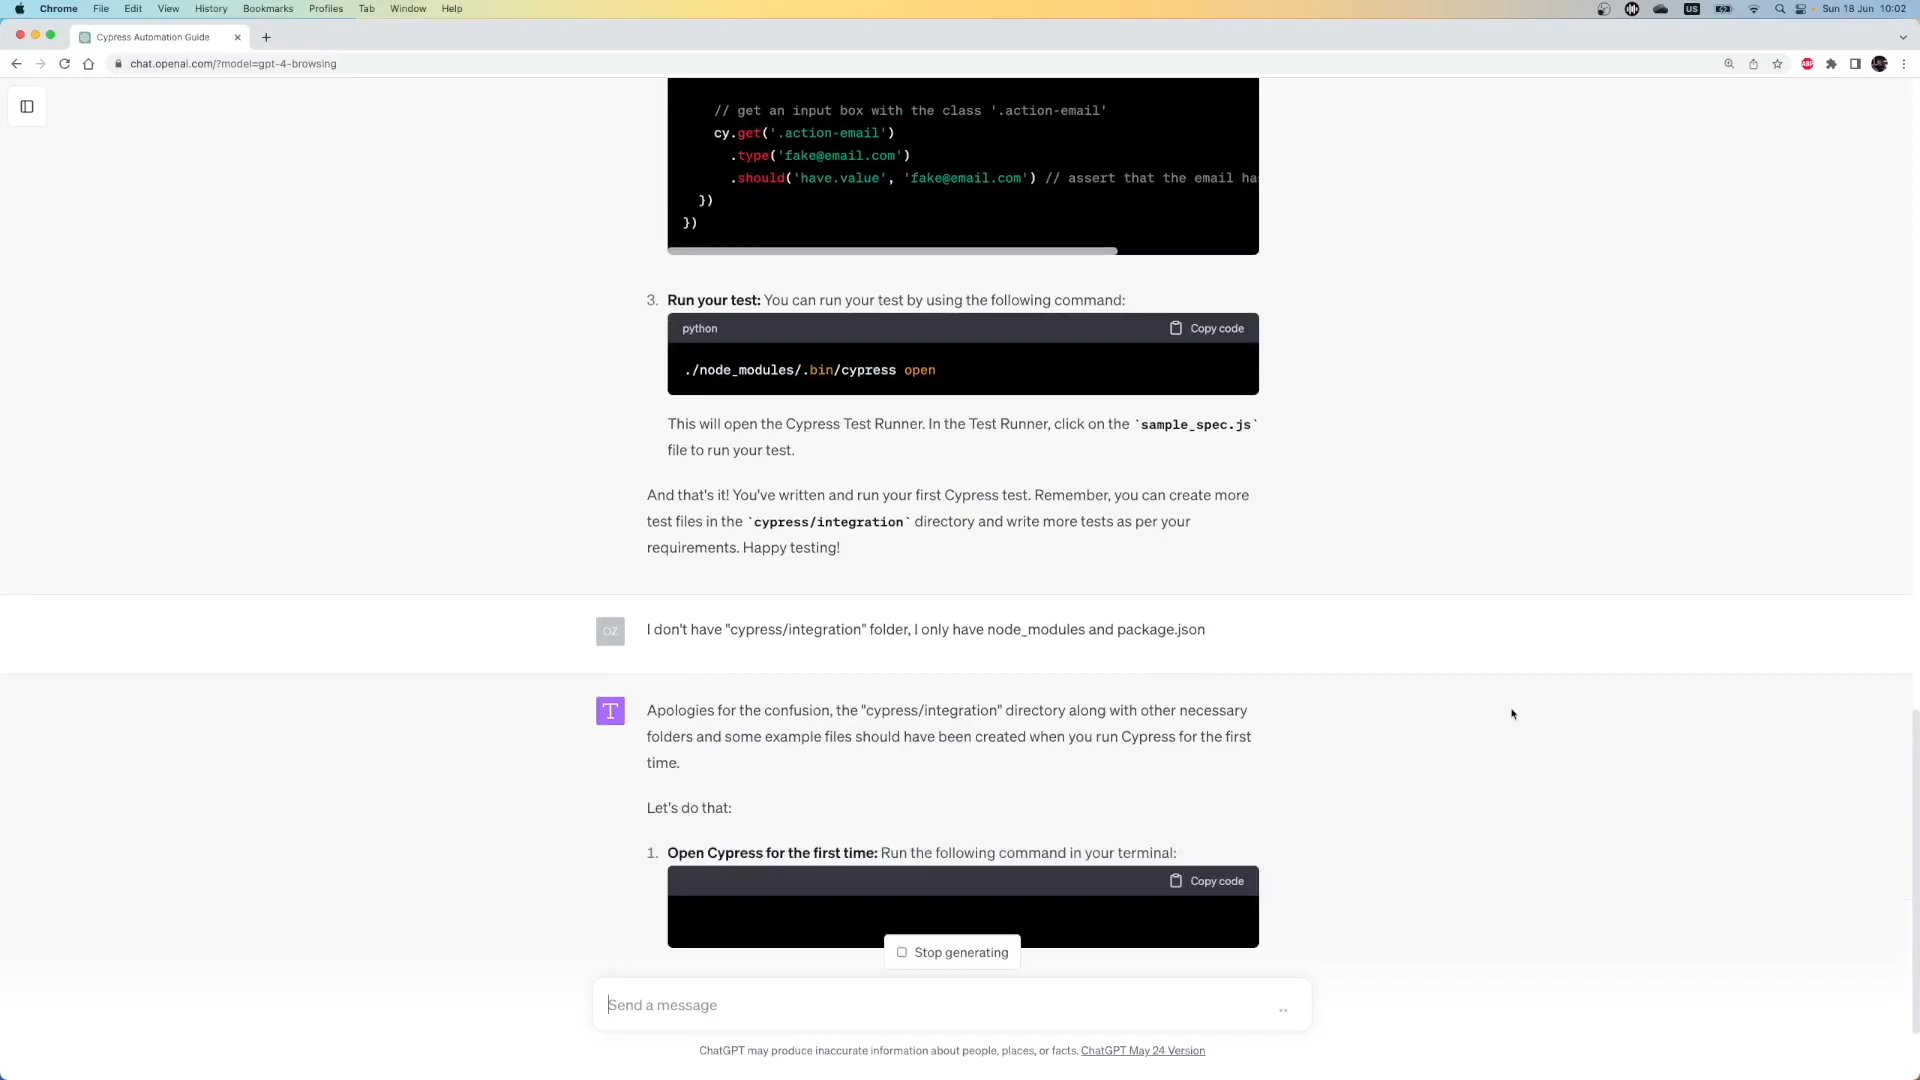 Chrome File Edit View History Bookmarks Profiles Tab Window Help US Sun 18 Jun 10:02
Cypress Automation Guide
chat.openai.com/?model=gpt-4-browsing ABP
// get an input box with the class '.action-email'
cy.get('.action-email')
.type('fake@email.com')
.should('have.value', 'fake@email.com') // assert that the email has
})
})
3. Run your test: You can run your test by using the following command:
python Copy code
./node_modules/.bin/cypress open
This will open the Cypress Test Runner. In the Test Runner, click on the `sample_spec.js`
file to run your test.
And that's it! You've written and run your first Cypress test. Remember, you can create more
test files in the `cypress/integration` directory and write more tests as per your
requirements. Happy testing!
OZ I don't have "cypress/integration" folder, I only have node_modules and package.json
T Apologies for the confusion, the "cypress/integration" directory along with other necessary
folders and some example files should have been created when you run Cypress for the first
time.
Let's do that:
1. Open Cypress for the first time: Run the following command in your terminal:
Copy code
Stop generating
Send a message
ChatGPT may produce inaccurate information about people, places, or facts. ChatGPT May 24 Version